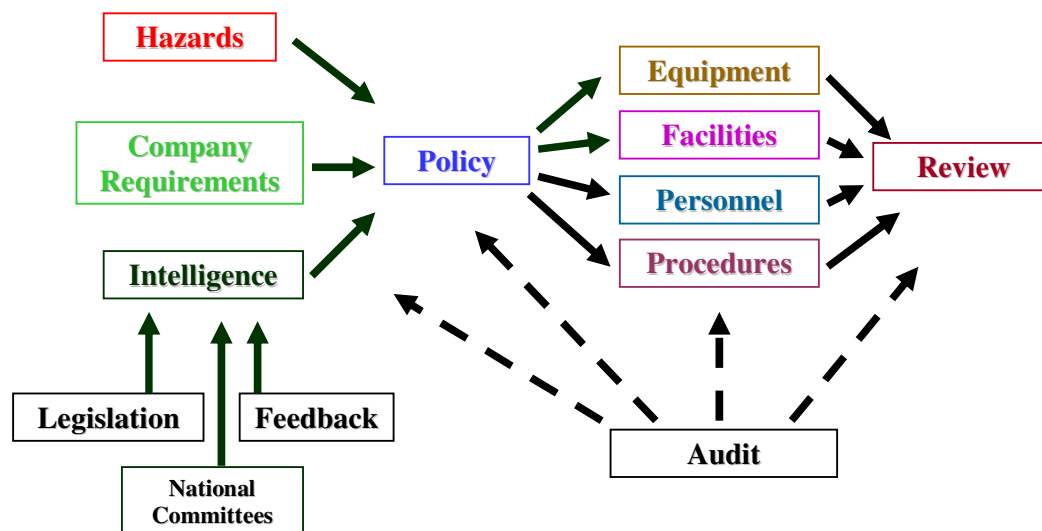 Hazards
Company
Requirements
Intelligence
Legislation
Feedback
National
Committees
Policy
Equipment
Facilities
Personnel
Procedures
Review
Audit